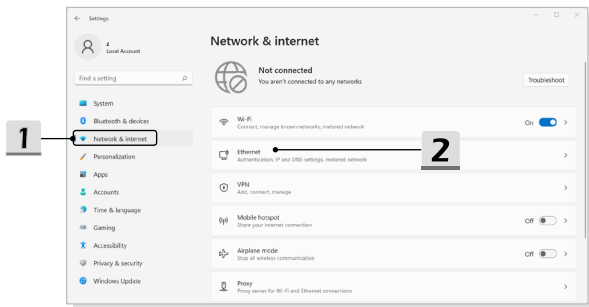 Settings
z
Local Account
Find a setting
System
Bluetooth & devices
Network & internet
Personalization
Apps
Accounts
Time & language
Gaming
Accessibility
Privacy & security
Windows Update
1
Network & internet
Not connected
You aren't connected to any networks
Troubleshoot
Wi-Fi
Connect, manage known networks, metered network
On
Ethernet
Authentication, IP and DNS settings, metered network
2
VPN
Add, connect, manage
Mobile hotspot
Share your internet connection
Off
Airplane mode
Stop all wireless communication
Off
Proxy
Proxy server for Wi-Fi and Ethernet connections